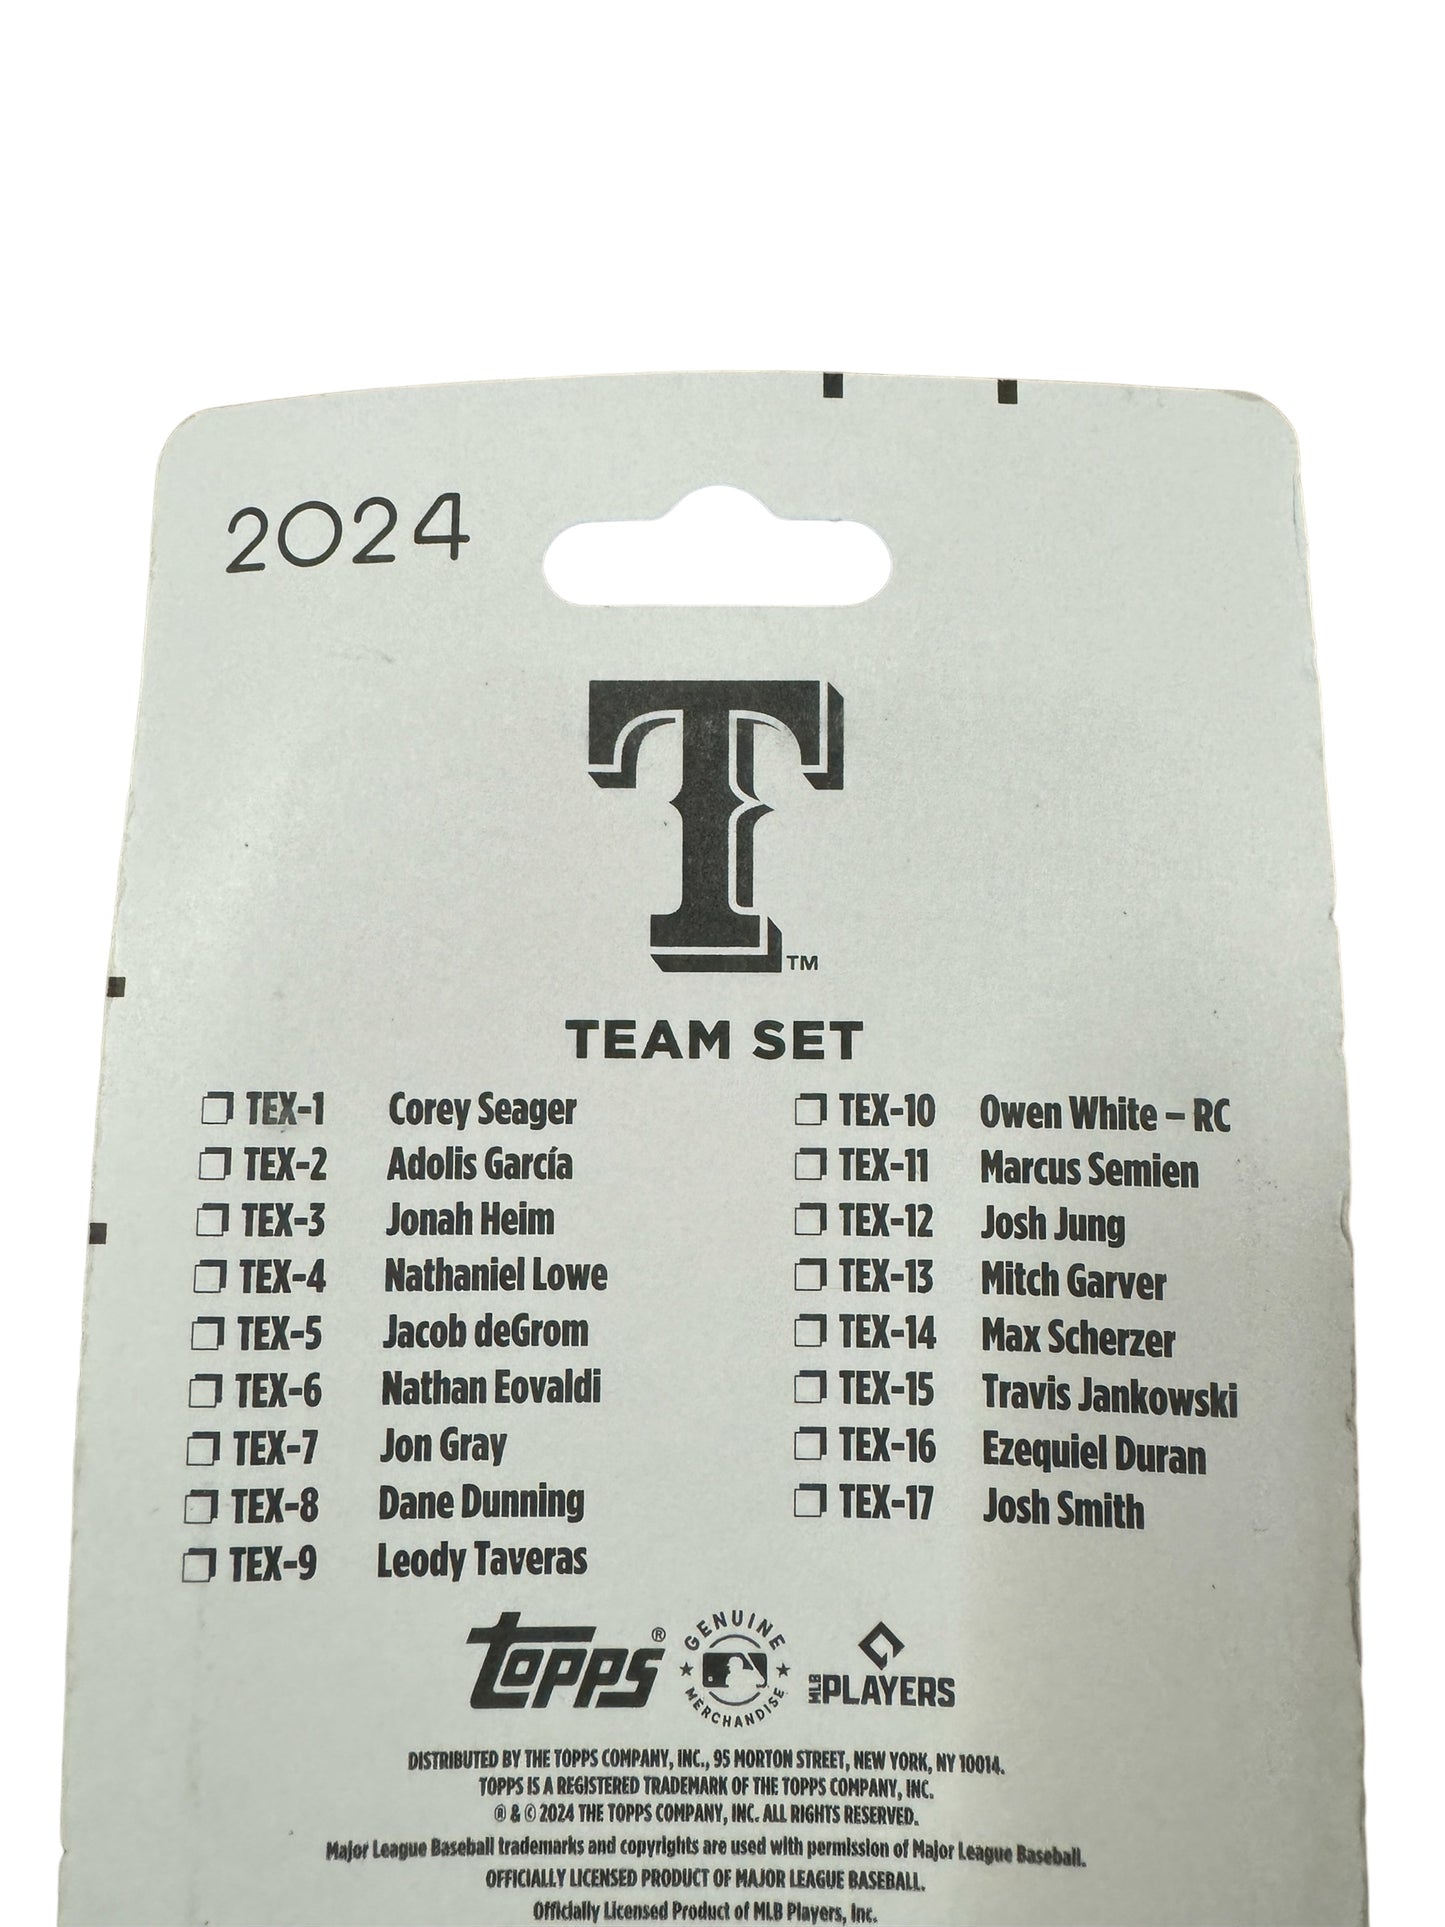 2024
T™
TEAM SET
TEX-1 Corey Seager
TEX-2 Adolis García
TEX-3 Jonah Heim
TEX-4 Nathaniel Lowe
TEX-5 Jacob deGrom
TEX-6 Nathan Eovaldi
TEX-7 Jon Gray
TEX-8 Dane Dunning
TEX-9 Leody Taveras
TEX-10 Owen White – RC
TEX-11 Marcus Semien
TEX-12 Josh Jung
TEX-13 Mitch Garver
TEX-14 Max Scherzer
TEX-15 Travis Jankowski
TEX-16 Ezequiel Duran
TEX-17 Josh Smith
topps®
GENUINE
MERCHANDISE
MLB PLAYERS
DISTRIBUTED BY THE TOPPS COMPANY, INC., 95 MORTON STREET, NEW YORK, NY 10014.
TOPPS IS A REGISTERED TRADEMARK OF THE TOPPS COMPANY, INC.
® & © 2024 THE TOPPS COMPANY, INC. ALL RIGHTS RESERVED.
Major League Baseball trademarks and copyrights are used with permission of Major League Baseball.
OFFICIALLY LICENSED PRODUCT OF MAJOR LEAGUE BASEBALL.
Officially Licensed Product of MLB Players, Inc.